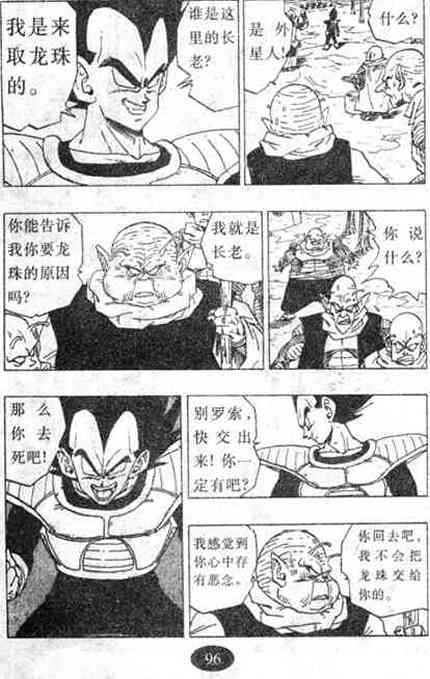 什么?
是外
星人!
谁是这
里的长
老?
我是来
取龙珠
的。
你说
什么?
我就是
长老。
你能告诉
我你要龙
珠的原因
吗?
别罗索,
快交出
来!你一
定有吧?
你回去吧。
我不会把
龙珠交给
你的。
我感觉到
你心中存
有恶念。
那么
你去
死吧!
96